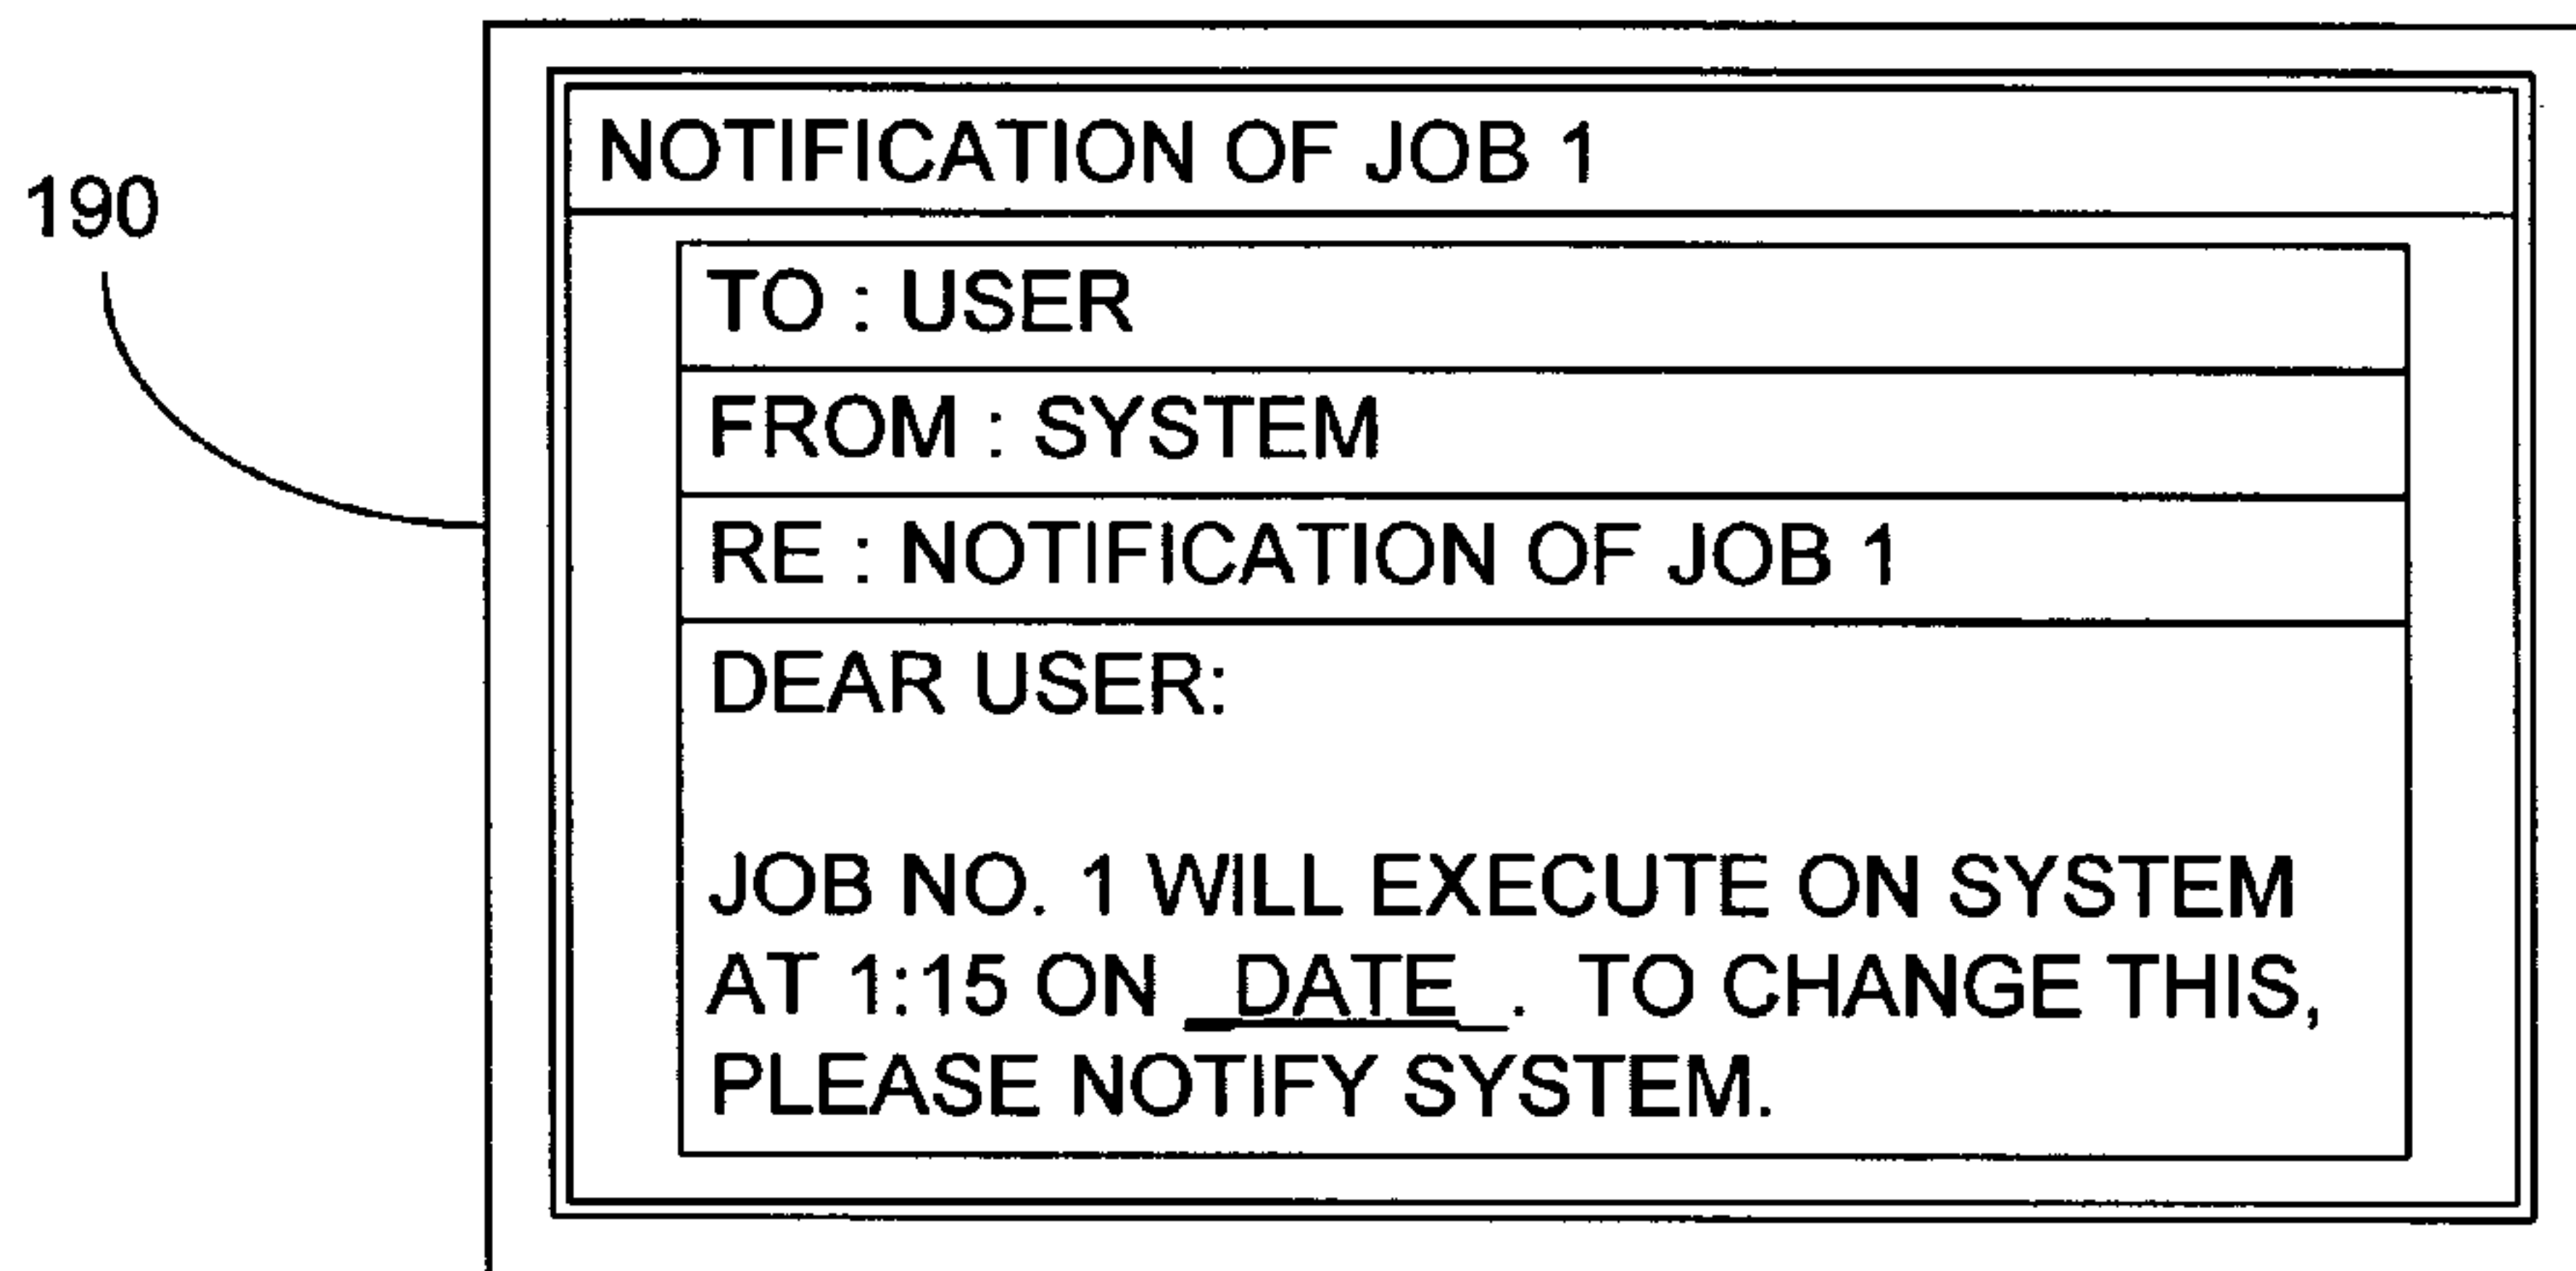 190
NOTIFICATION OF JOB 1
TO : USER
FROM : SYSTEM
RE : NOTIFICATION OF JOB 1
DEAR USER:
JOB NO. 1 WILL EXECUTE ON SYSTEM
AT 1:15 ON DATE . TO CHANGE THIS,
PLEASE NOTIFY SYSTEM.